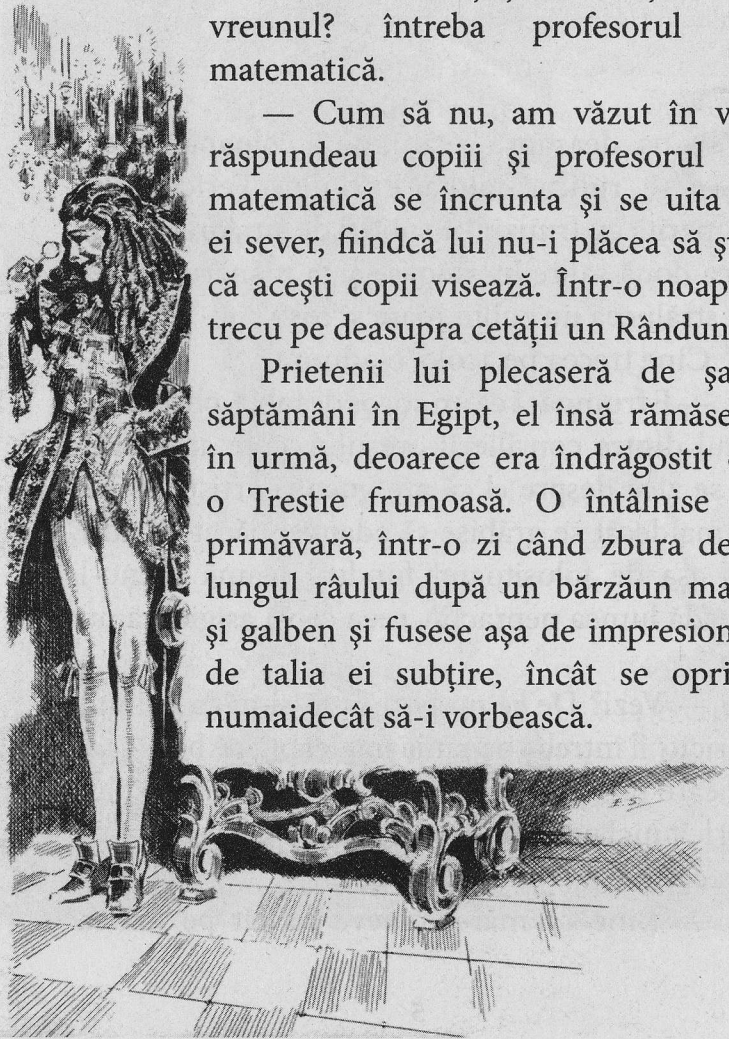 vreunul? întreba profesorul
matematică.
— Cum să nu, am văzut în v
răspundeau copiii şi profesorul
matematică se încrunta şi se uita
ei sever, fiindcă lui nu-i plăcea să ş
că aceşti copii visează. Într-o noap
trecu pe deasupra cetăţii un Rândun
Prietenii lui plecaseră de şa
săptămâni în Egipt, el însă rămăse
în urmă, deoarece era îndrăgostit
o Trestie frumoasă. O întâlnise
primăvară, într-o zi când zbura de
lungul râului după un bărzăun ma
şi galben şi fusese aşa de impresion
de talia ei subţire, încât se opri
numaidecât să-i vorbească.
E.S.